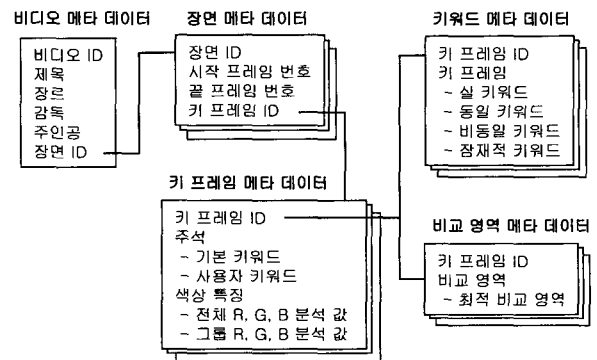 비디오 메타 데이터
비디오 ID
제목
장르
감독
주인공
장면 ID
장면 메타 데이터
장면 ID
시작 프레임 번호
끝 프레임 번호
키 프레임 ID
키워드 메타 데이터
키 프레임 ID
키 프레임
- 실 키워드
- 동일 키워드
- 비동일 키워드
- 잠재적 키워드
키 프레임 메타 데이터
키 프레임 ID
주석
- 기본 키워드
- 사용자 키워드
색상 특징
- 전체 R, G, B 분석 값
- 그룹 R, G, B 분석 값
비교 영역 메타 데이터
키 프레임 ID
비교 영역
- 최적 비교 영역